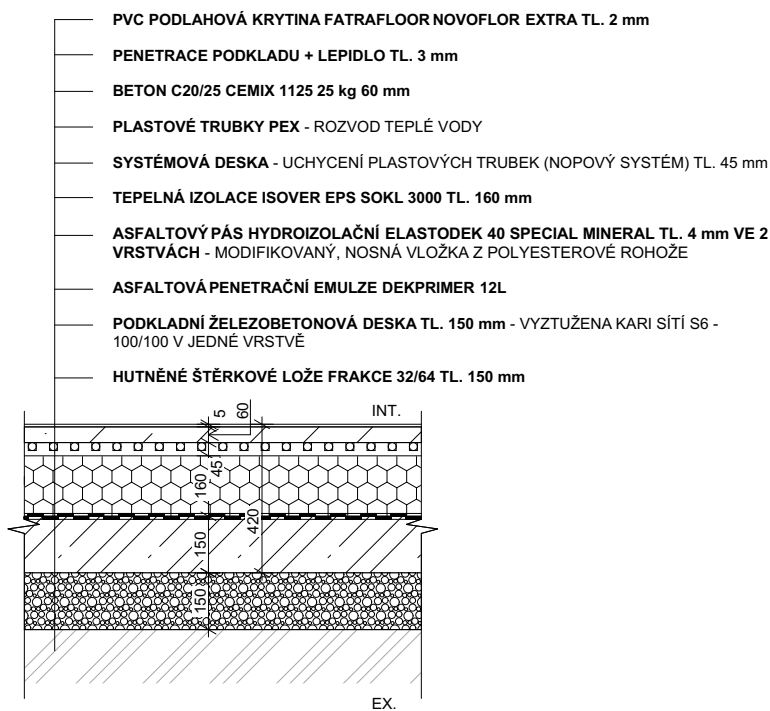 PVC PODLAHOVÁ KRYTINA FATRAFLOOR NOVOFLOR EXTRA TL. 2 mm
PENETRACE PODKLADU + LEPIDLO TL. 3 mm
BETON C20/25 CEMIX 1125 25 kg 60 mm
PLASTOVÉ TRUBKY PEX - ROZVOD TEPLÉ VODY
SYSTÉMOVÁ DESKA - UCHYCENÍ PLASTOVÝCH TRUBEK (NOPOVÝ SYSTÉM) TL. 45 mm
TEPELNÁ IZOLACE ISOVER EPS SOKL 3000 TL. 160 mm
ASFALTOVÝ PÁS HYDROIZOLAČNÍ ELASTODEK 40 SPECIAL MINERAL TL. 4 mm VE 2
VRSTVÁCH - MODIFIKOVANÝ, NOSNÁ VLOŽKA Z POLYESTEROVÉ ROHOŽE
ASFALTOVÁ PENETRAČNÍ EMULZE DEKPRIMER 12L
PODKLADNÍ ŽELEZOBETONOVÁ DESKA TL. 150 mm - VYZTUŽENA KARI SÍTÍ S6 -
100/100 V JEDNÉ VRSTVĚ
HUTNĚNÉ ŠTĚRKOVÉ LOŽE FRAKCE 32/64 TL. 150 mm
INT.
5
60
45
160
420
150
150
EX.